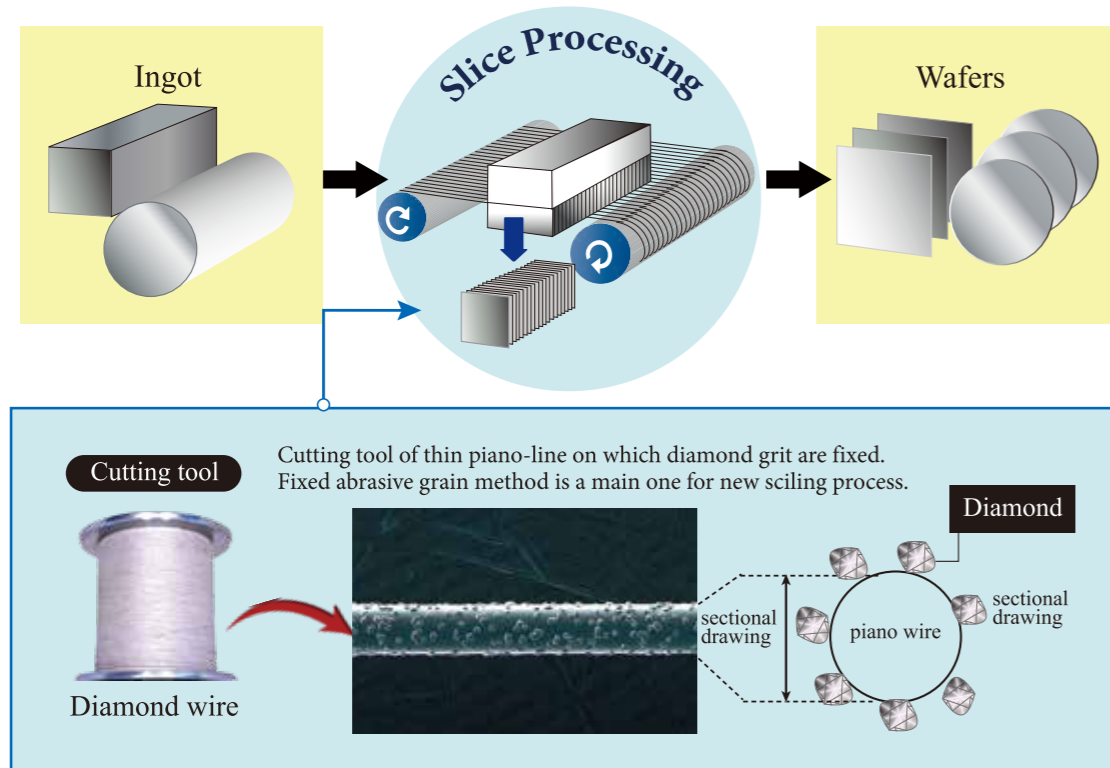 Ingot
Slice Processing
Wafers
Cutting tool
Cutting tool of thin piano-line on which diamond grit are fixed.
Fixed abrasive grain method is a main one for new sciling process.
Diamond
sectional
drawing
piano wire
sectional
drawing
Diamond wire